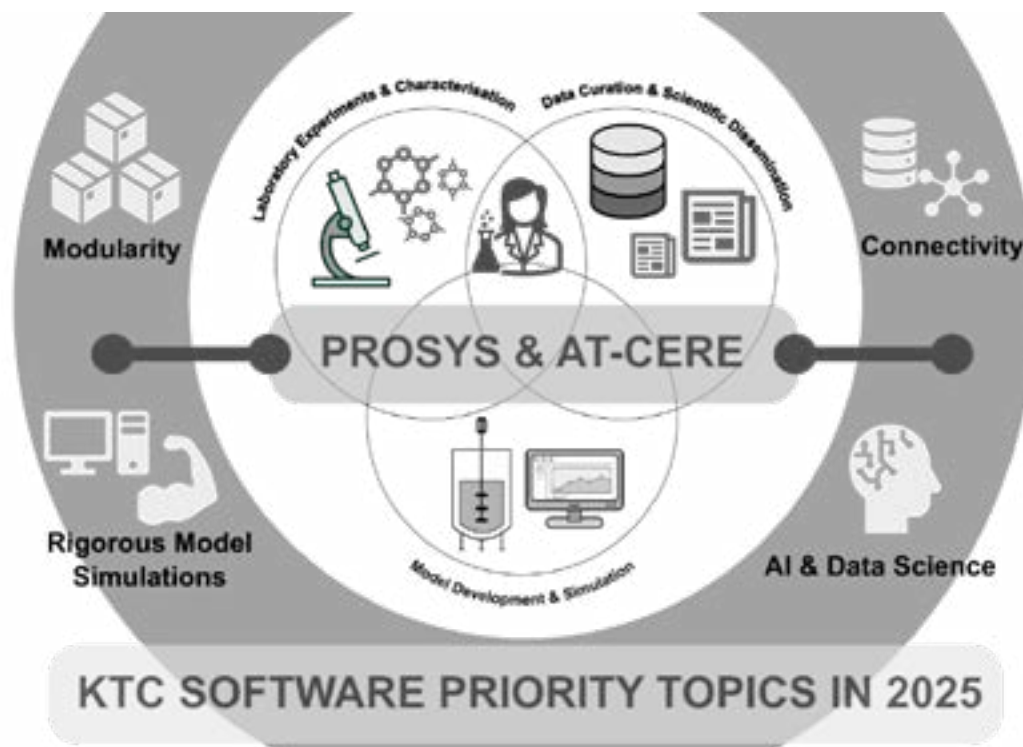 Laboratory Experiments & Characterisation
Data Curation & Scientific Dissemination
Modularity
Connectivity
PROSYS & AT-CERE
Rigorous Model
Simulations
AI & Data Science
Model Development & Simulation
KTC SOFTWARE PRIORITY TOPICS IN 2025